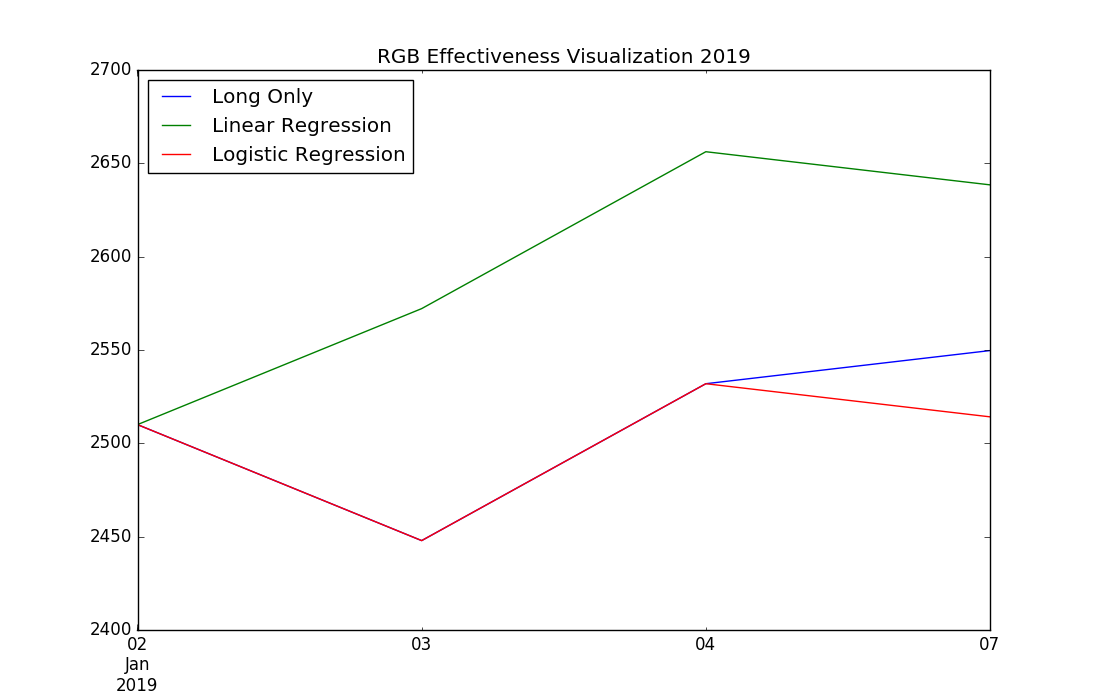 RGB Effectiveness Visualization 2019
2700
2650
2600
2550
2500
2450
2400
Long Only
Linear Regression
Logistic Regression
02 03 04 07
Jan
2019